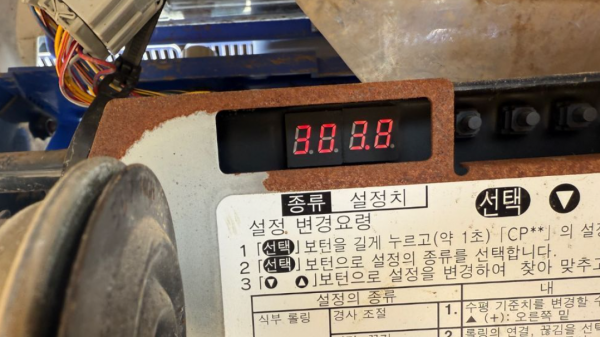 종류 설정치
선택 ▼
설정 변경요령
1 「선택」보턴을 길게 누르고(약 1초) 「CP**」의 설정
2 「선택」보턴으로 설정의 종류를 선택합니다.
3 「▼ ▲」보턴으로 설정을 변경하여 찾아 맞추고
설정의 종류 내
식부 롤링 경사 조절 1. 수평 기준치를 변경할 수
▲ (+): 오른쪽 밑
2. 롤링의 연결, 끊김을 선택